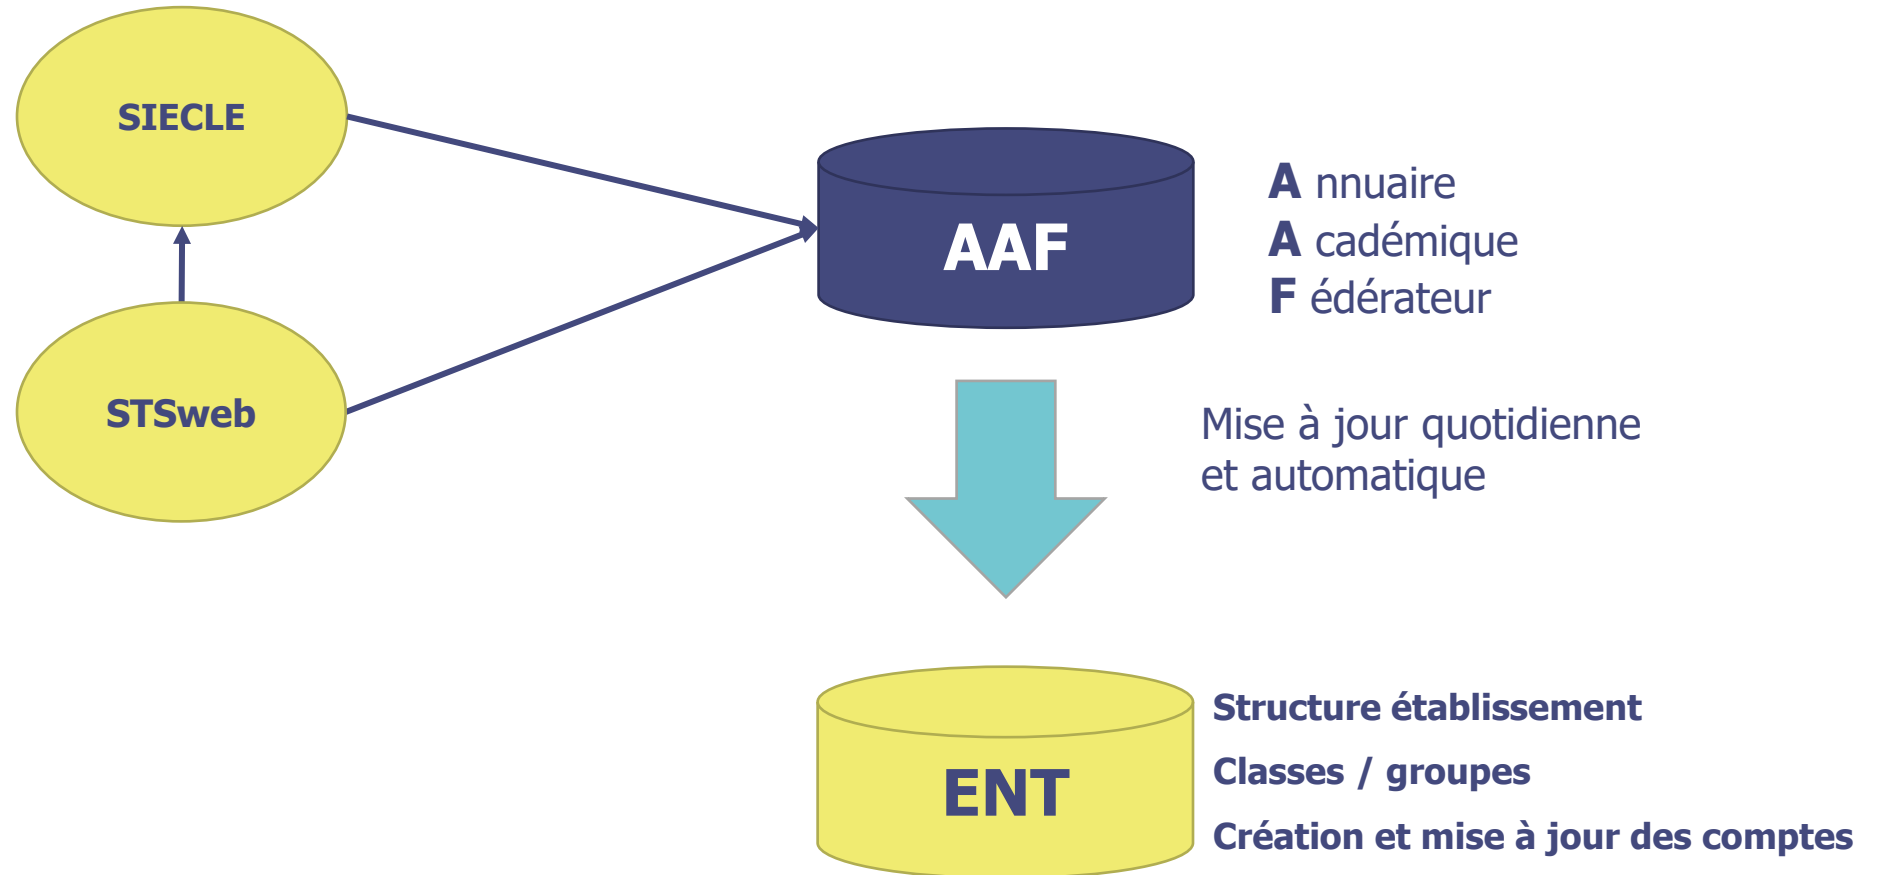 SIECLE
AAF
A nnuaire
A cadémique
F édérateur
STSweb
Mise à jour quotidienne
et automatique
ENT
Structure établissement
Classes / groupes
Création et mise à jour des comptes